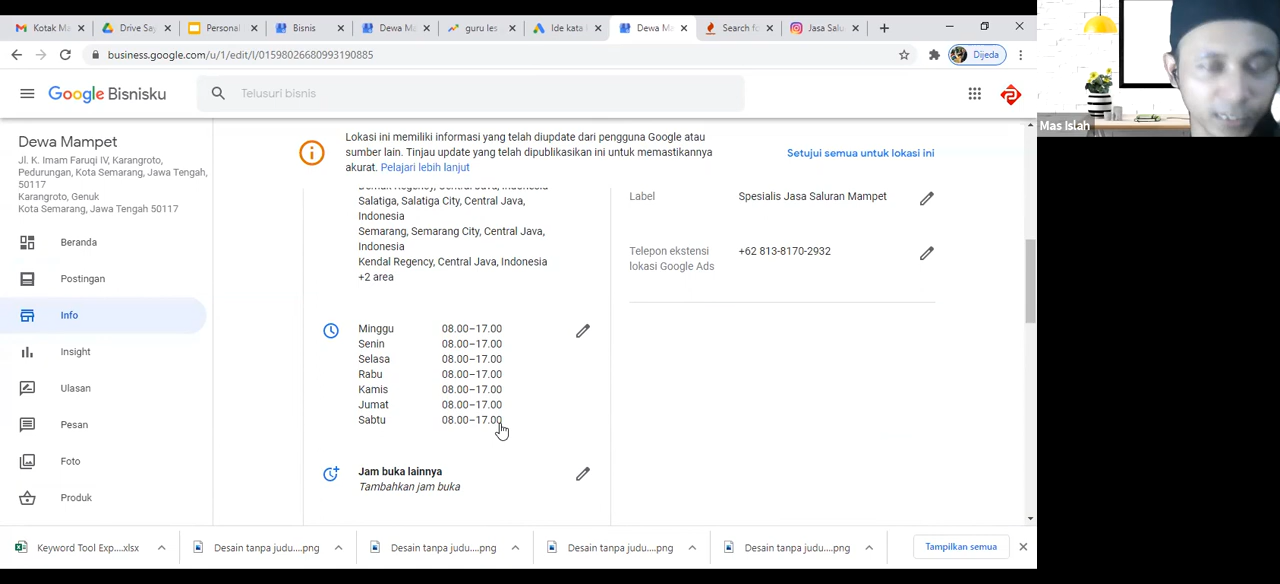 Kotak Ma
Drive Say
Personal
Bisnis
Dewa Ma
guru les
Ide kata
Dewa Ma
Search fo
Jasa Salu
business.google.com/u/1/edit/l/01598026680993190885
Dijeda
Google Bisnisku
Telusuri bisnis
Mas Islah
Dewa Mampet
Jl. K. Imam Faruqi IV, Karangroto,
Pedurungan, Kota Semarang, Jawa Tengah,
50117
Karangroto, Genuk
Kota Semarang, Jawa Tengah 50117
Beranda
Postingan
Info
Insight
Ulasan
Pesan
Foto
Produk
Lokasi ini memiliki informasi yang telah diupdate dari pengguna Google atau
sumber lain. Tinjau update yang telah dipublikasikan ini untuk memastikannya
akurat. Pelajari lebih lanjut
Setujui semua untuk lokasi ini
Demak Regency, Central Java, Indonesia
Salatiga, Salatiga City, Central Java,
Indonesia
Semarang, Semarang City, Central Java,
Indonesia
Kendal Regency, Central Java, Indonesia
+2 area
Minggu 08.00–17.00
Senin 08.00–17.00
Selasa 08.00–17.00
Rabu 08.00–17.00
Kamis 08.00–17.00
Jumat 08.00–17.00
Sabtu 08.00–17.00
Jam buka lainnya
Tambahkan jam buka
Label Spesialis Jasa Saluran Mampet
Telepon ekstensi +62 813-8170-2932
lokasi Google Ads
Keyword Tool Exp....xlsx
Desain tanpa judu....png
Desain tanpa judu....png
Desain tanpa judu....png
Desain tanpa judu....png
Tampilkan semua